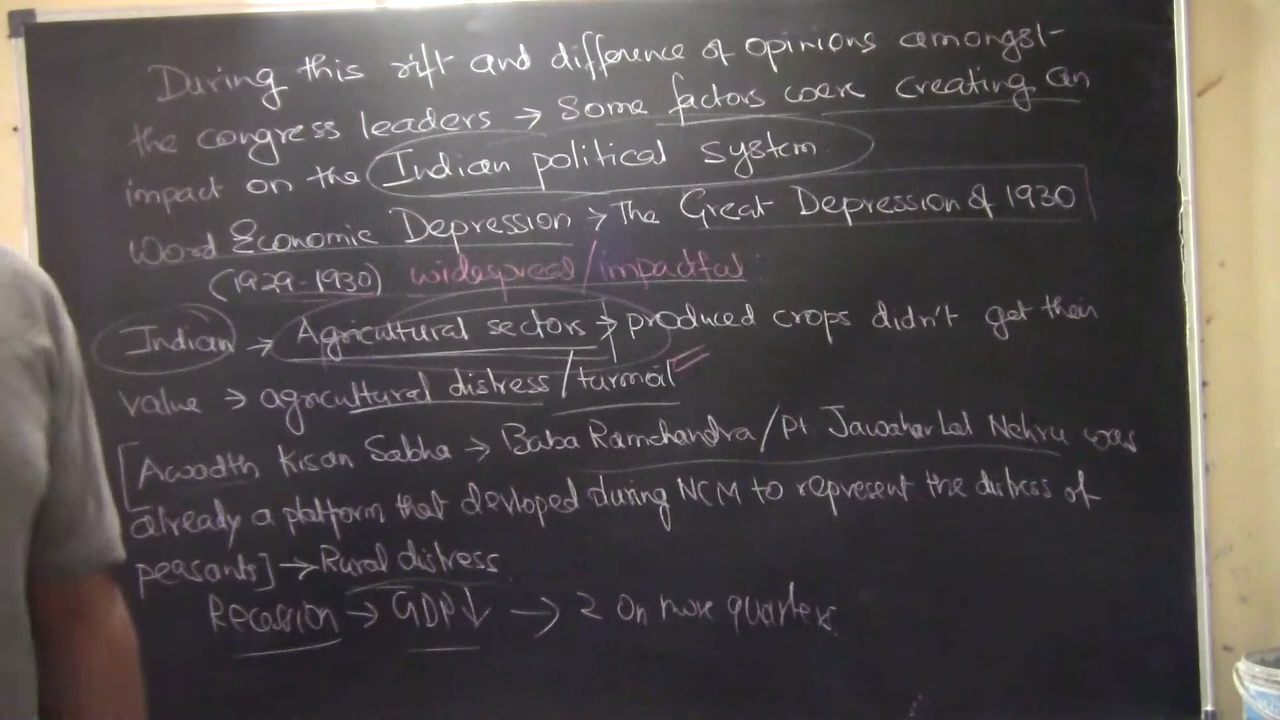 During this rift and difference of opinions amongst-
the congress leaders → Some factors were creating an
impact on the Indian political system
Word Economic Depression → The Great Depression of 1930
(1929-1930) widespread/impactful
Indian → Agricultural sectors → produced crops didn't get their
value → agricultural distress/turmoil
[Awodth Kisan Sabha → Baba Ramchandra/Pt Jawaharlal Nehru was
already a platform that devloped during NCM to represent the distress of
peasants] → Rural distress
Recession → GDP↓ → 2 or more quarters